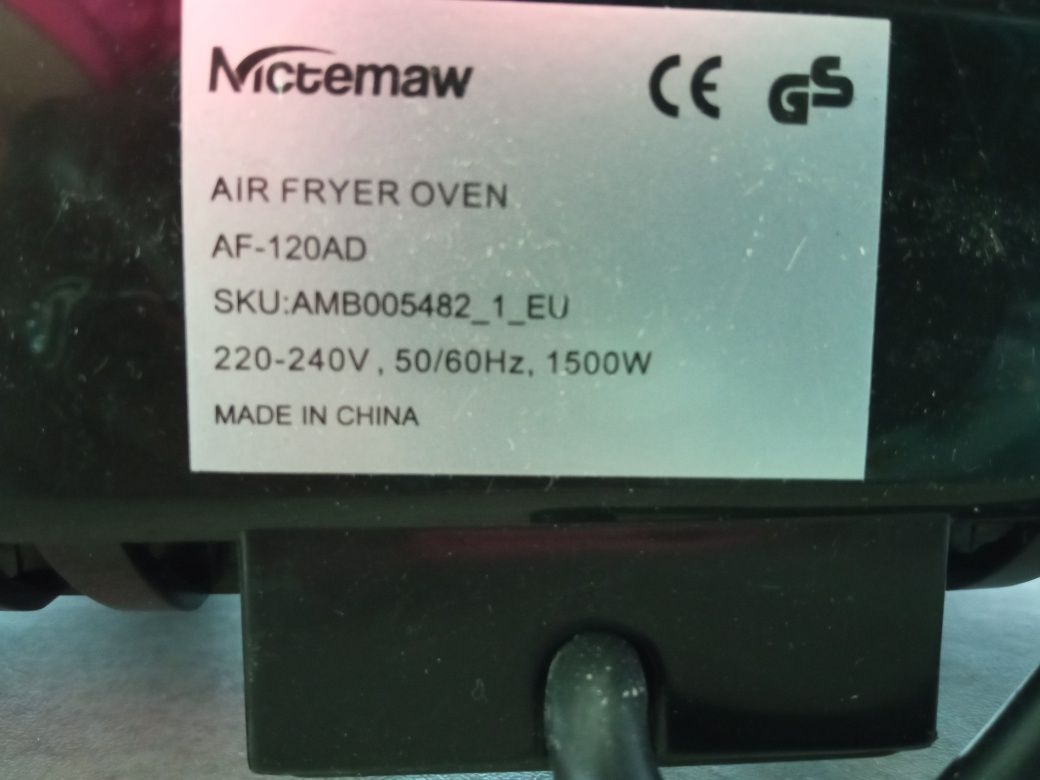 Nictemaw CE GS
AIR FRYER OVEN
AF-120AD
SKU:AMB005482_1_EU
220-240V, 50/60Hz, 1500W
MADE IN CHINA